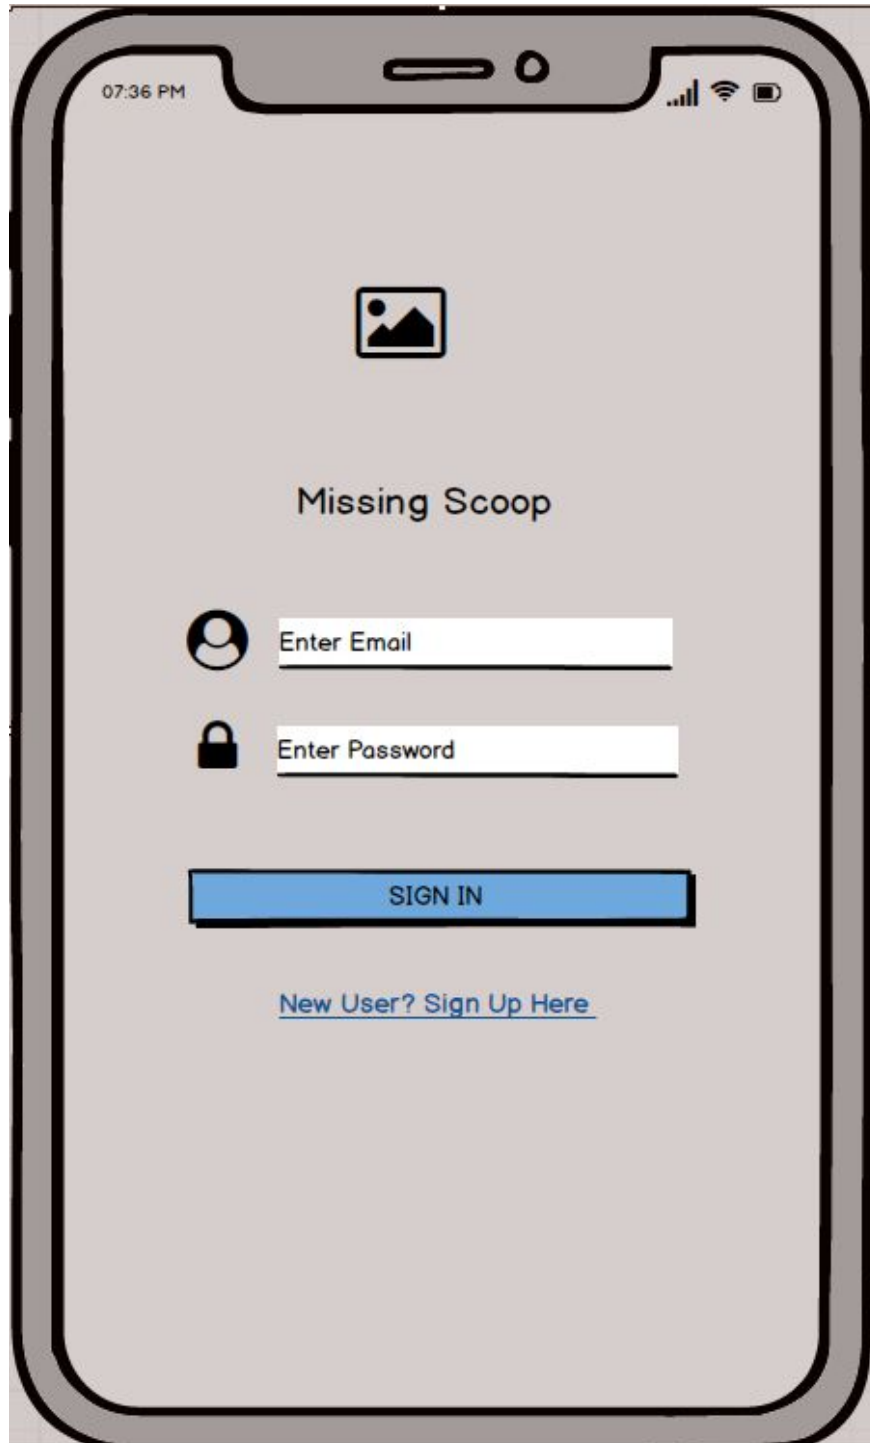 07:36 PM
Missing Scoop
Enter Email
Enter Password
SIGN IN
New User? Sign Up Here